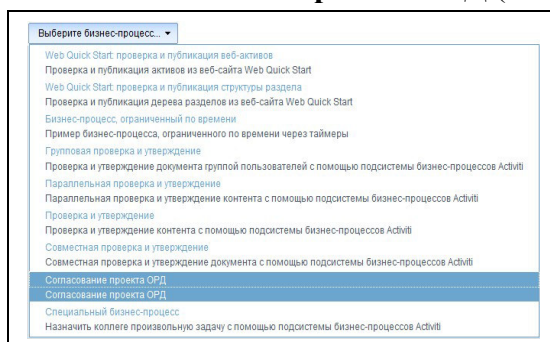 Выберите бизнес-процесс...
Web Quick Start: проверка и публикация веб-активов
Проверка и публикация активов из веб-сайта Web Quick Start
Web Quick Start: проверка и публикация структуры раздела
Проверка и публикация дерева разделов из веб-сайта Web Quick Start
Бизнес-процесс, ограниченный по времени
Пример бизнес-процесса, ограниченного по времени через таймеры
Групповая проверка и утверждение
Проверка и утверждение документа группой пользователей с помощью подсистемы бизнес-процессов Activiti
Параллельная проверка и утверждение
Параллельная проверка и утверждение контента с помощью подсистемы бизнес-процессов Activiti
Проверка и утверждение
Проверка и утверждение контента с помощью подсистемы бизнес-процессов Activiti
Совместная проверка и утверждение
Совместная проверка и утверждение документа с помощью подсистемы бизнес-процессов Activiti
Согласование проекта ОРД
Согласование проекта ОРД
Специальный бизнес-процесс
Назначить коллеге произвольную задачу с помощью подсистемы бизнес-процессов Activiti